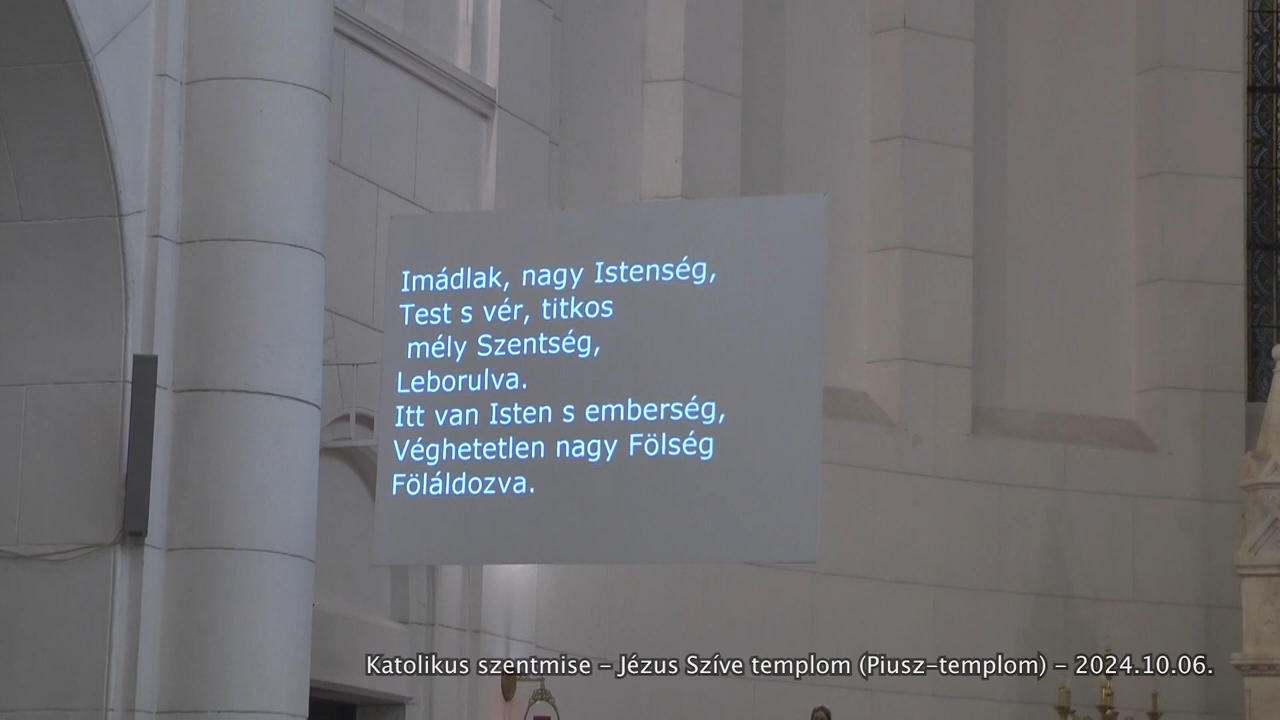 Imádlak, nagy Istenség,
Test s vér, titkos
mély Szentség,
Leborulva.
Itt van Isten s emberség,
Véghetetlen nagy Fölség
Föláldozva.
Katolikus szentmise – Jézus Szíve templom (Piusz-templom) – 2024.10.06.